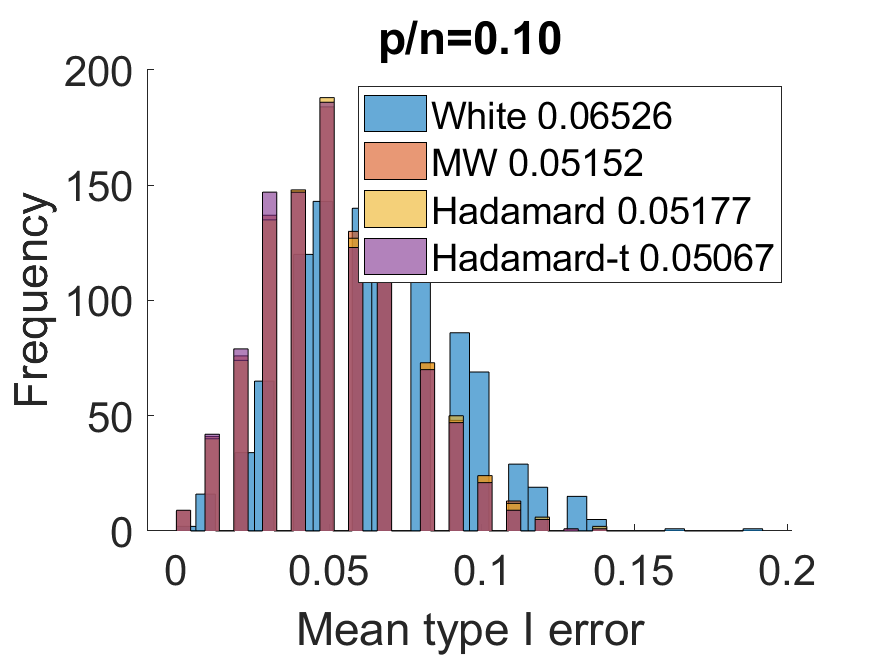 p/n=0.10
200
150
100
50
0
Frequency
White 0.06526
MW 0.05152
Hadamard 0.05177
Hadamard-t 0.05067
0 0.05 0.1 0.15 0.2
Mean type I error